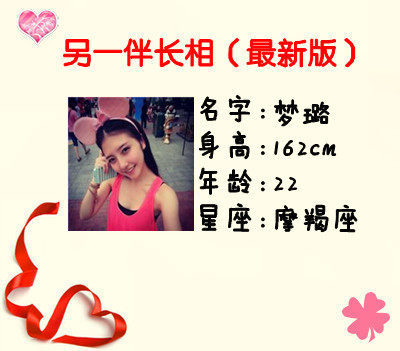 另一伴长相（最新版）
名字：梦璐
身高：162cm
年龄：22
星座：摩羯座